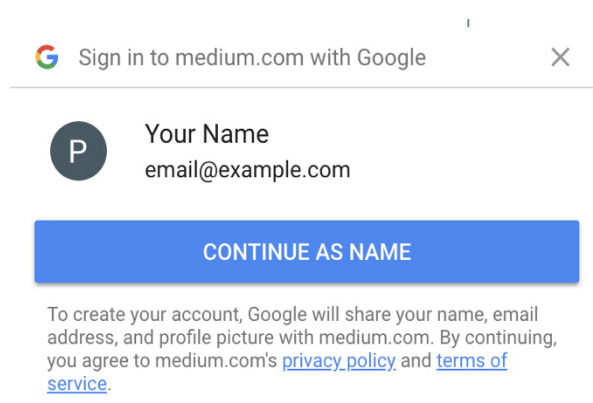 Sign in to medium.com with Google
P
Your Name
email@example.com
CONTINUE AS NAME
To create your account, Google will share your name, email
address, and profile picture with medium.com. By continuing,
you agree to medium.com's privacy policy and terms of
service.